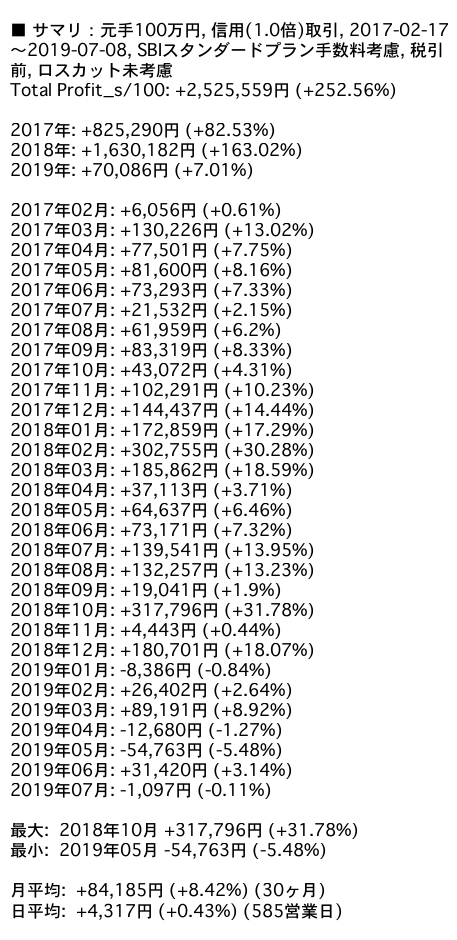 ■ サマリ：元手100万円, 信用(1.0倍)取引, 2017-02-17
～2019-07-08, SBIスタンダードプラン手数料考慮, 税引
前, ロスカット未考慮
Total Profit_s/100: +2,525,559円 (+252.56%)
2017年: +825,290円 (+82.53%)
2018年: +1,630,182円 (+163.02%)
2019年: +70,086円 (+7.01%)
2017年02月: +6,056円 (+0.61%)
2017年03月: +130,226円 (+13.02%)
2017年04月: +77,501円 (+7.75%)
2017年05月: +81,600円 (+8.16%)
2017年06月: +73,293円 (+7.33%)
2017年07月: +21,532円 (+2.15%)
2017年08月: +61,959円 (+6.2%)
2017年09月: +83,319円 (+8.33%)
2017年10月: +43,072円 (+4.31%)
2017年11月: +102,291円 (+10.23%)
2017年12月: +144,437円 (+14.44%)
2018年01月: +172,859円 (+17.29%)
2018年02月: +302,755円 (+30.28%)
2018年03月: +185,862円 (+18.59%)
2018年04月: +37,113円 (+3.71%)
2018年05月: +64,637円 (+6.46%)
2018年06月: +73,171円 (+7.32%)
2018年07月: +139,541円 (+13.95%)
2018年08月: +132,257円 (+13.23%)
2018年09月: +19,041円 (+1.9%)
2018年10月: +317,796円 (+31.78%)
2018年11月: +4,443円 (+0.44%)
2018年12月: +180,701円 (+18.07%)
2019年01月: -8,386円 (-0.84%)
2019年02月: +26,402円 (+2.64%)
2019年03月: +89,191円 (+8.92%)
2019年04月: -12,680円 (-1.27%)
2019年05月: -54,763円 (-5.48%)
2019年06月: +31,420円 (+3.14%)
2019年07月: -1,097円 (-0.11%)
最大: 2018年10月 +317,796円 (+31.78%)
最小: 2019年05月 -54,763円 (-5.48%)
月平均: +84,185円 (+8.42%) (30ヶ月)
日平均: +4,317円 (+0.43%) (585営業日)